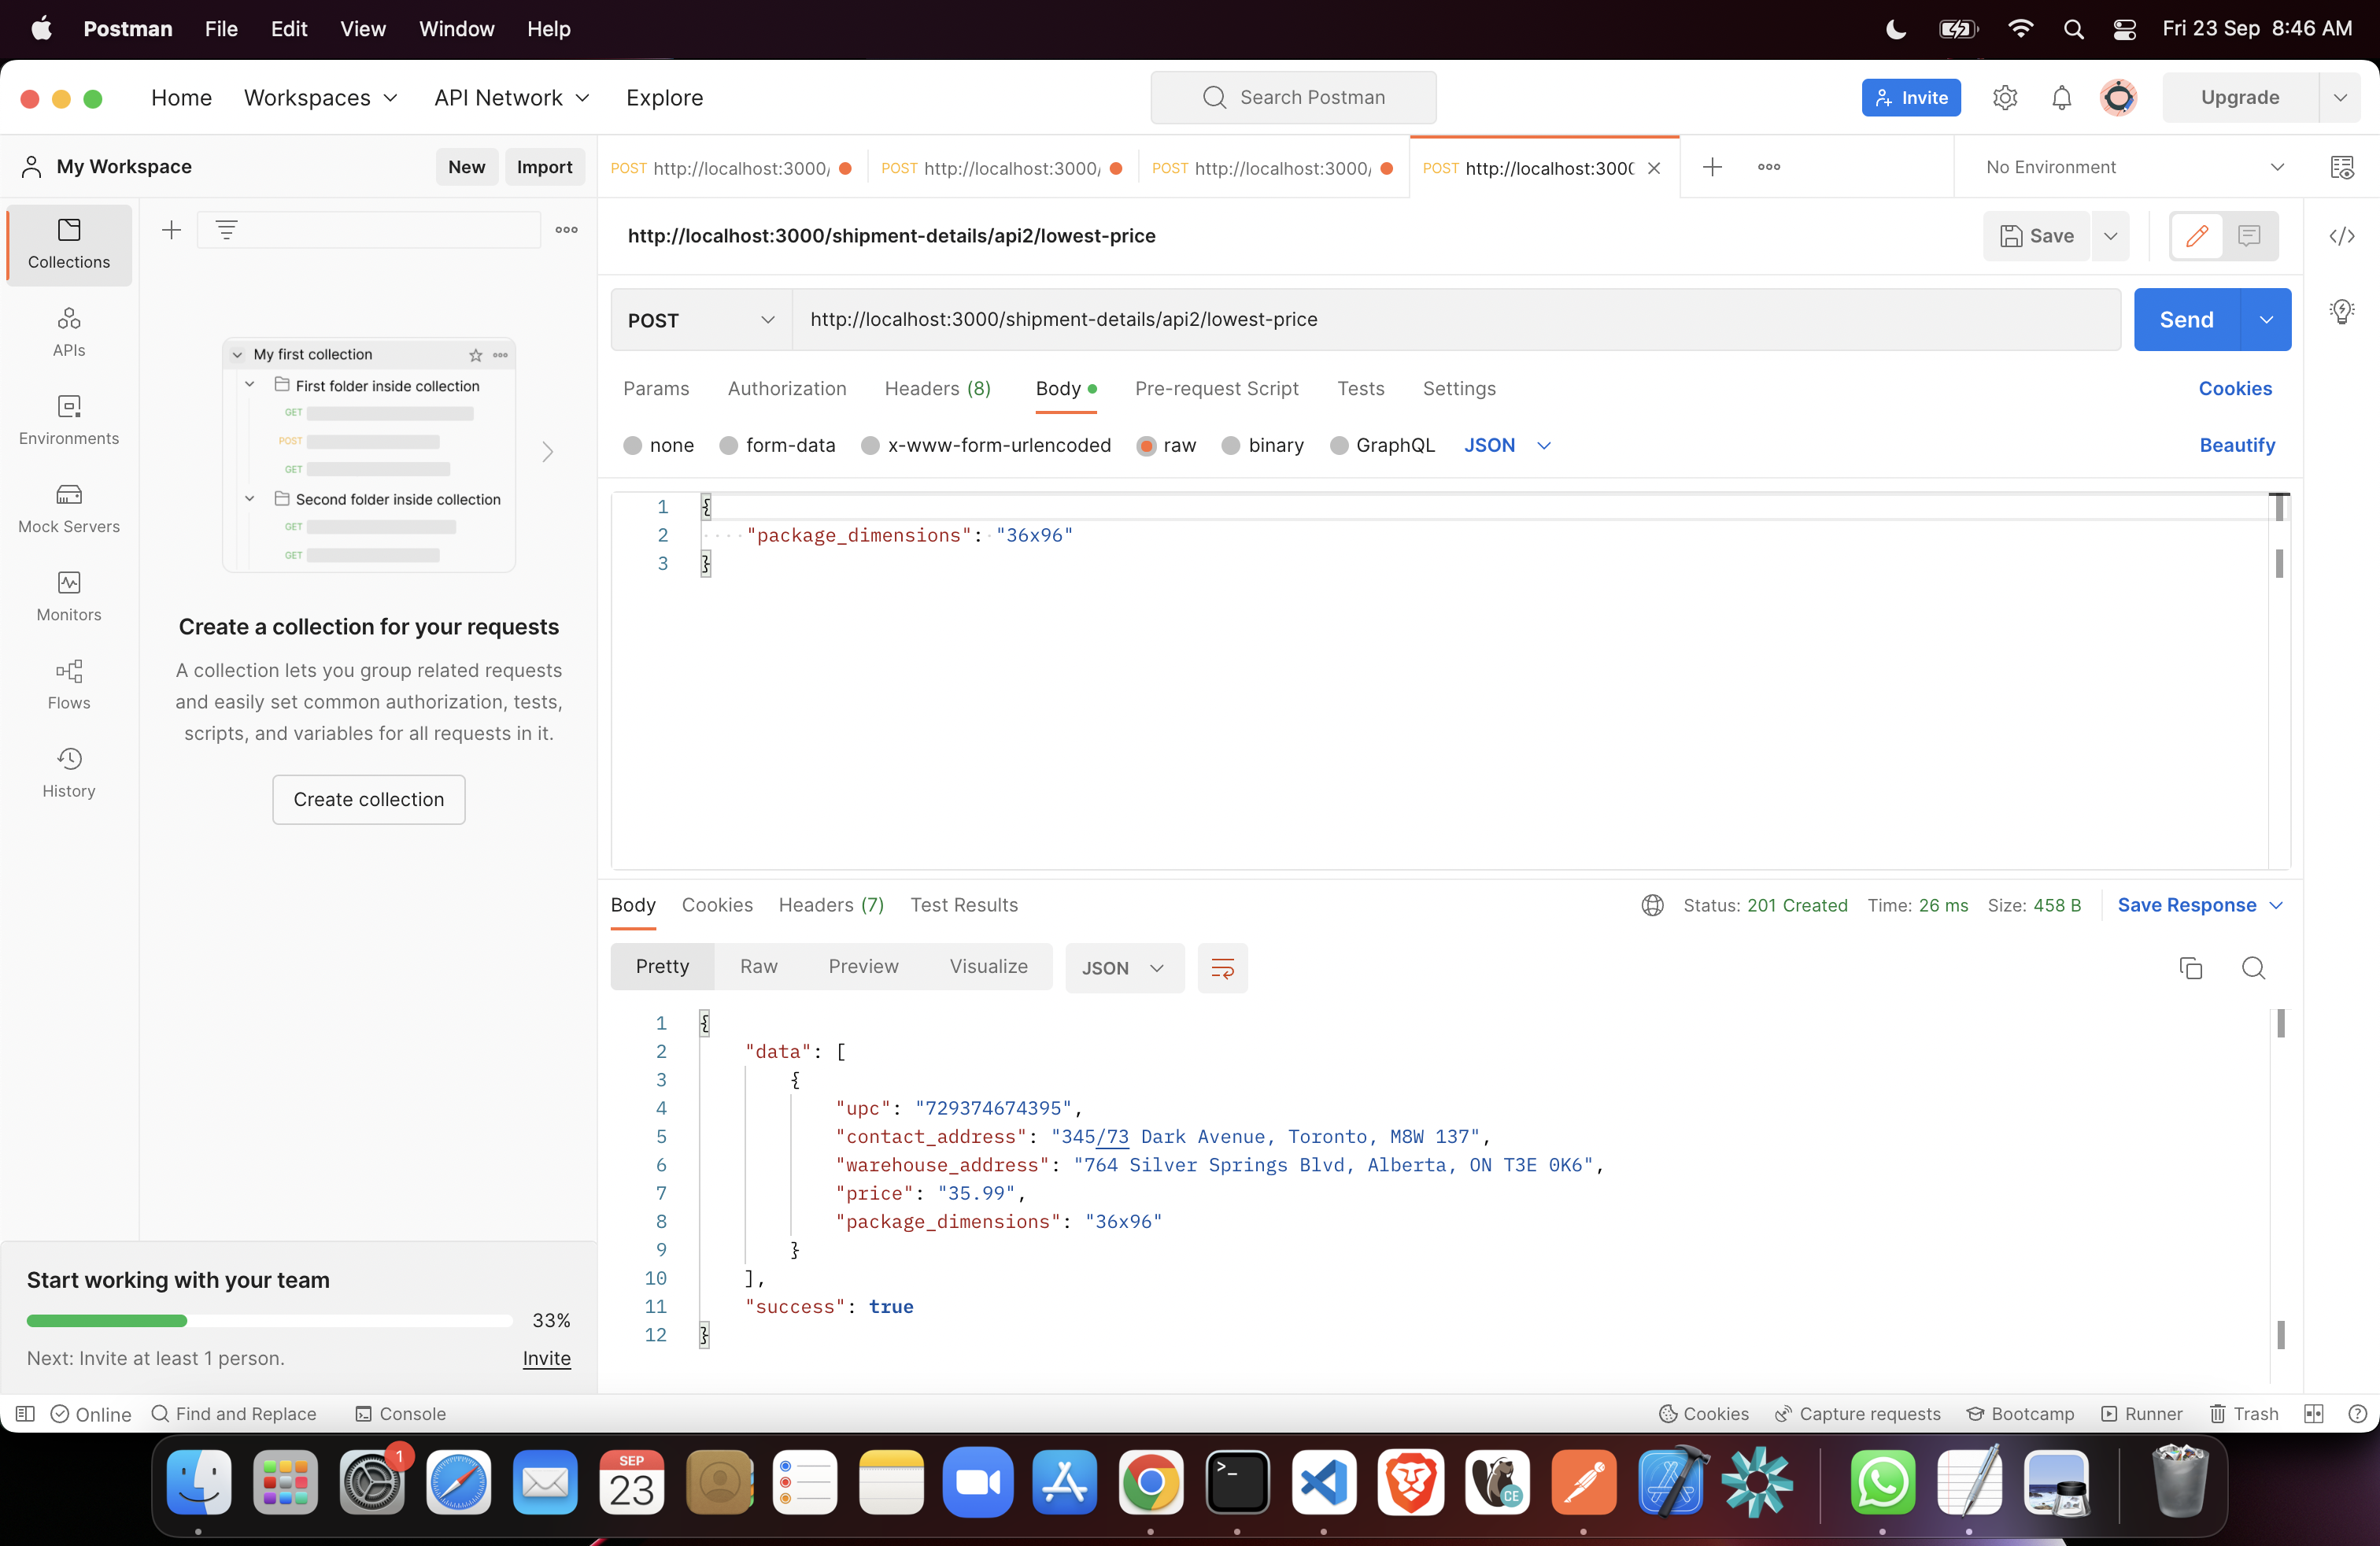 Postman File Edit View Window Help Fri 23 Sep 8:46 AM
Home Workspaces API Network Explore Search Postman Invite Upgrade
My Workspace New Import POST http://localhost:3000/ POST http://localhost:3000/ POST http://localhost:3000/ POST http://localhost:300 No Environment
Collections
APIs
Environments
Mock Servers
Monitors
Flows
History
My first collection
First folder inside collection
GET
POST
GET
Second folder inside collection
GET
GET
Create a collection for your requests
A collection lets you group related requests
and easily set common authorization, tests,
scripts, and variables for all requests in it.
Create collection
Start working with your team
33%
Next: Invite at least 1 person. Invite
http://localhost:3000/shipment-details/api2/lowest-price Save
POST http://localhost:3000/shipment-details/api2/lowest-price Send
Params Authorization Headers (8) Body Pre-request Script Tests Settings Cookies
none form-data x-www-form-urlencoded raw binary GraphQL JSON Beautify
1 {
2 "package_dimensions": "36x96"
3 }
Body Cookies Headers (7) Test Results Status: 201 Created Time: 26 ms Size: 458 B Save Response
Pretty Raw Preview Visualize JSON
1 {
2 "data": [
3 {
4 "upc": "729374674395",
5 "contact_address": "345/73 Dark Avenue, Toronto, M8W 137",
6 "warehouse_address": "764 Silver Springs Blvd, Alberta, ON T3E 0K6",
7 "price": "35.99",
8 "package_dimensions": "36x96"
9 }
10 ],
11 "success": true
12 }
Online Find and Replace Console Cookies Capture requests Bootcamp Runner Trash
1
SEP
23
CE